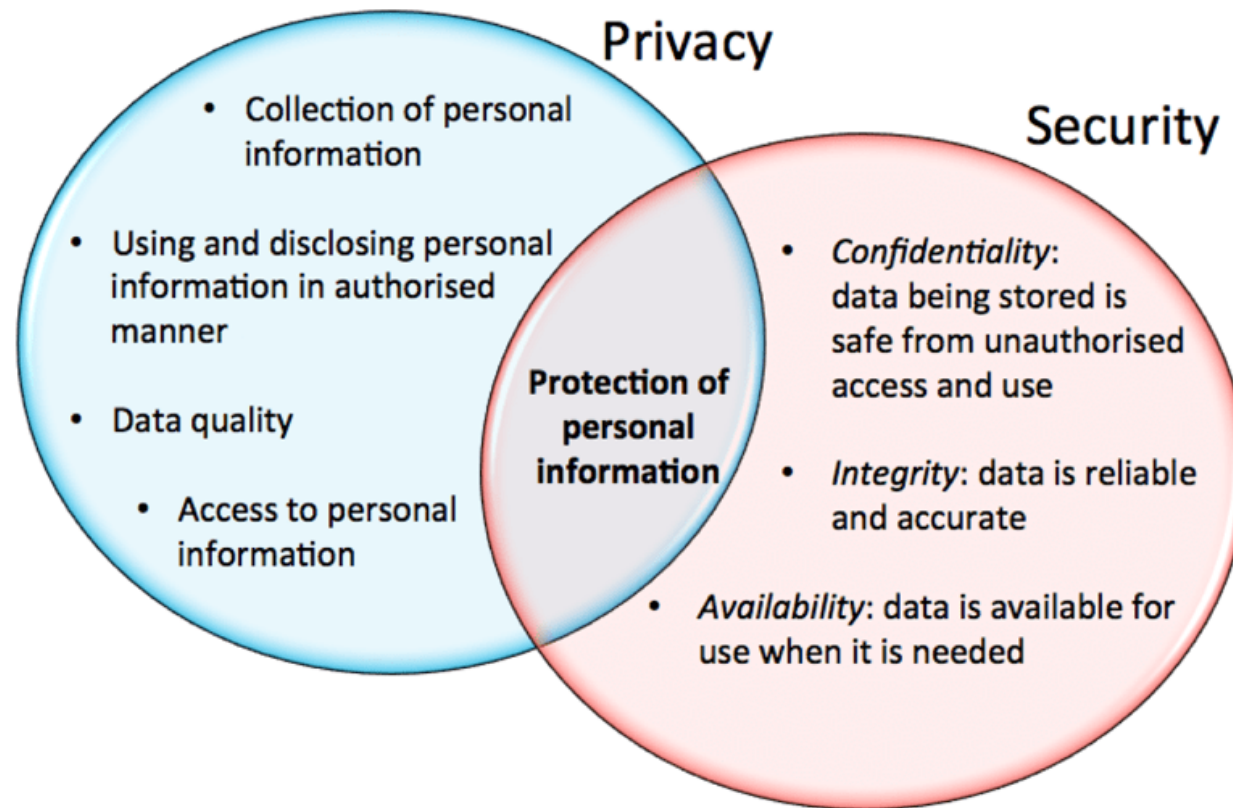 Privacy
• Collection of personal
information
• Using and disclosing personal
information in authorised
manner
• Data quality
• Access to personal
information
Protection of
personal
information
Security
• Confidentiality:
data being stored is
safe from unauthorised
access and use
• Integrity: data is reliable
and accurate
• Availability: data is available for
use when it is needed